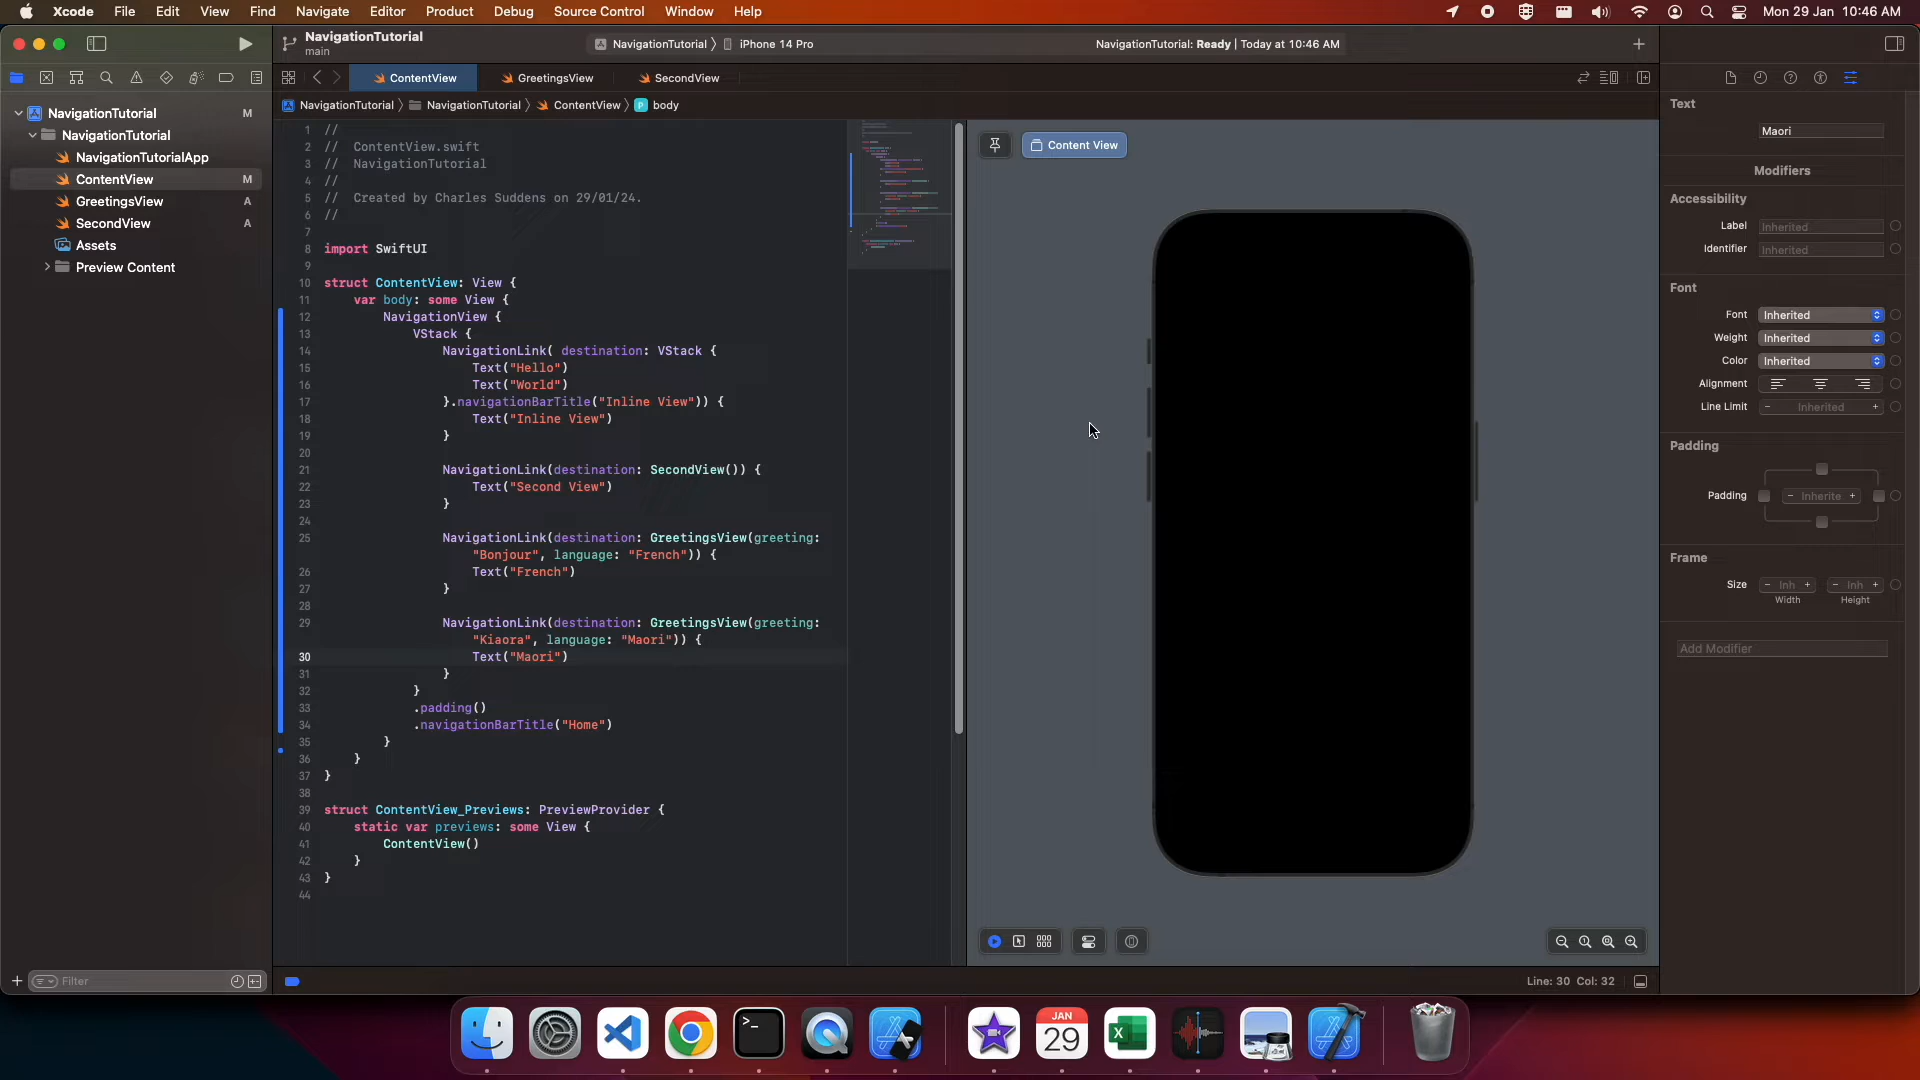 Xcode File Edit View Find Navigate Editor Product Debug Source Control Window Help Mon 29 Jan 10:46 AM
NavigationTutorial
main
NavigationTutorial iPhone 14 Pro
NavigationTutorial: Ready | Today at 10:46 AM
ContentView GreetingsView SecondView
NavigationTutorial NavigationTutorial ContentView P body
NavigationTutorial M
NavigationTutorial
NavigationTutorialApp
ContentView M
GreetingsView A
SecondView A
Assets
Preview Content
Filter
1 //
2 // ContentView.swift
3 // NavigationTutorial
4 //
5 // Created by Charles Suddens on 29/01/24.
6 //
7
8 import SwiftUI
9
10 struct ContentView: View {
11 var body: some View {
12 NavigationView {
13 VStack {
14 NavigationLink( destination: VStack {
15 Text("Hello")
16 Text("World")
17 }.navigationBarTitle("Inline View")) {
18 Text("Inline View")
19 }
20
21 NavigationLink(destination: SecondView()) {
22 Text("Second View")
23 }
24
25 NavigationLink(destination: GreetingsView(greeting:
"Bonjour", language: "French")) {
26 Text("French")
27 }
28
29 NavigationLink(destination: GreetingsView(greeting:
"Kiaora", language: "Maori")) {
30 Text("Maori")
31 }
32 }
33 .padding()
34 .navigationBarTitle("Home")
35 }
36 }
37 }
38
39 struct ContentView_Previews: PreviewProvider {
40 static var previews: some View {
41 ContentView()
42 }
43 }
44
Content View
Line: 30 Col: 32
Text
Maori
Modifiers
Accessibility
Label Inherited
Identifier Inherited
Font
Font Inherited
Weight Inherited
Color Inherited
Alignment
Line Limit − Inherited +
Padding
Padding − Inherite +
Frame
Size − Inh + − Inh +
Width Height
Add Modifier
JAN
29